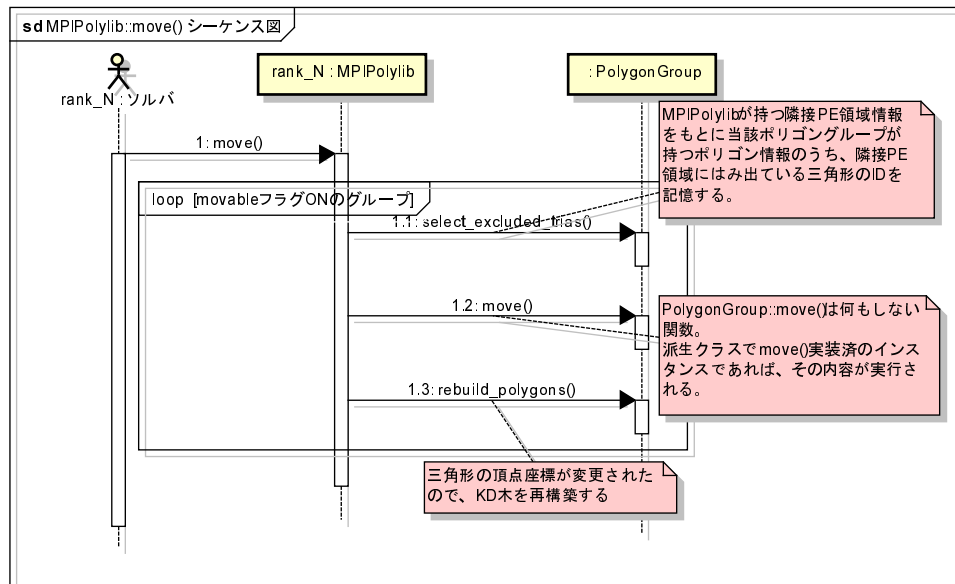 sd MPIPolylib::move() シーケンス図
rank_N : ソルバ
rank_N : MPIPolylib
: PolygonGroup
MPIPolylibが持つ隣接PE領域情報
をもとに当該ポリゴングループが
持つポリゴン情報のうち、隣接PE
領域にはみ出ている三角形のIDを
記憶する。
1: move()
loop [movableフラグONのグループ]
1.1: select_excluded_trias()
1.2: move()
PolygonGroup::move()は何もしない
関数。
派生クラスでmove()実装済のインス
タンスであれば、その内容が実行さ
れる。
1.3: rebuild_polygons()
三角形の頂点座標が変更された
ので、KD木を再構築する